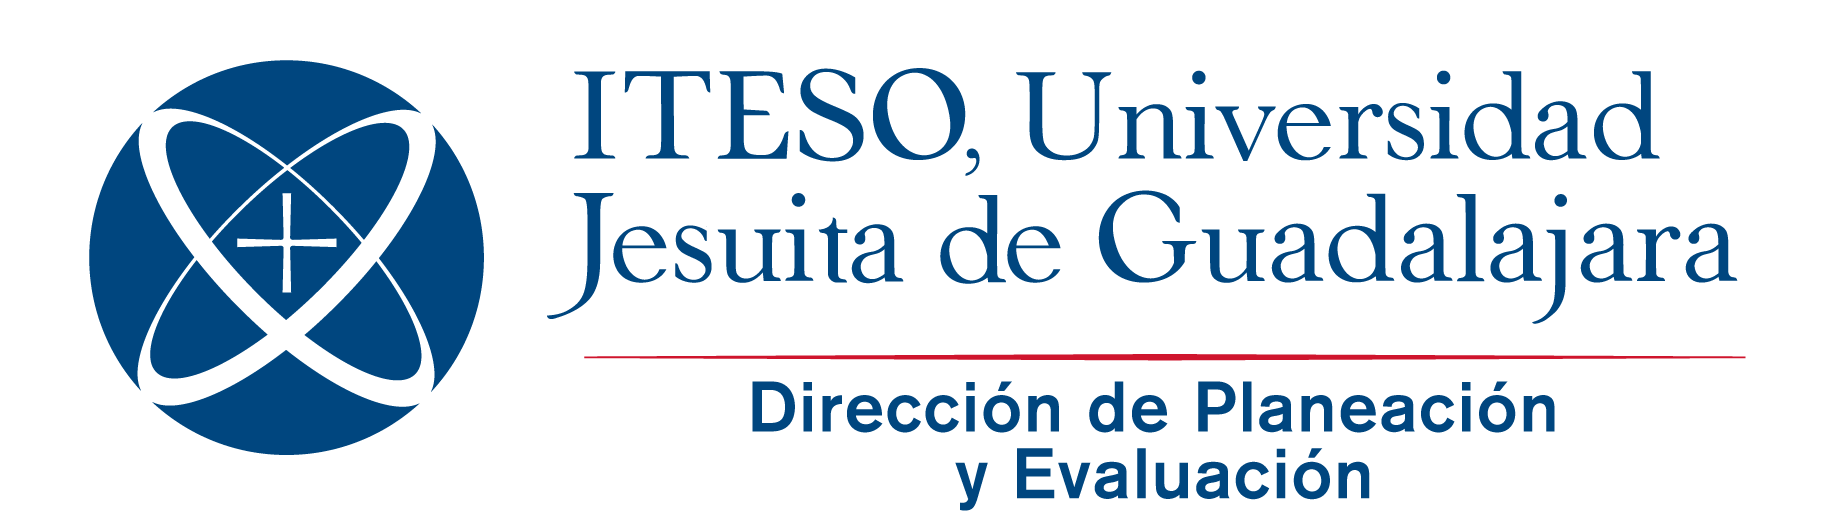 ITESO, Universidad
Jesuita de Guadalajara
Dirección de Planeación
y Evaluación